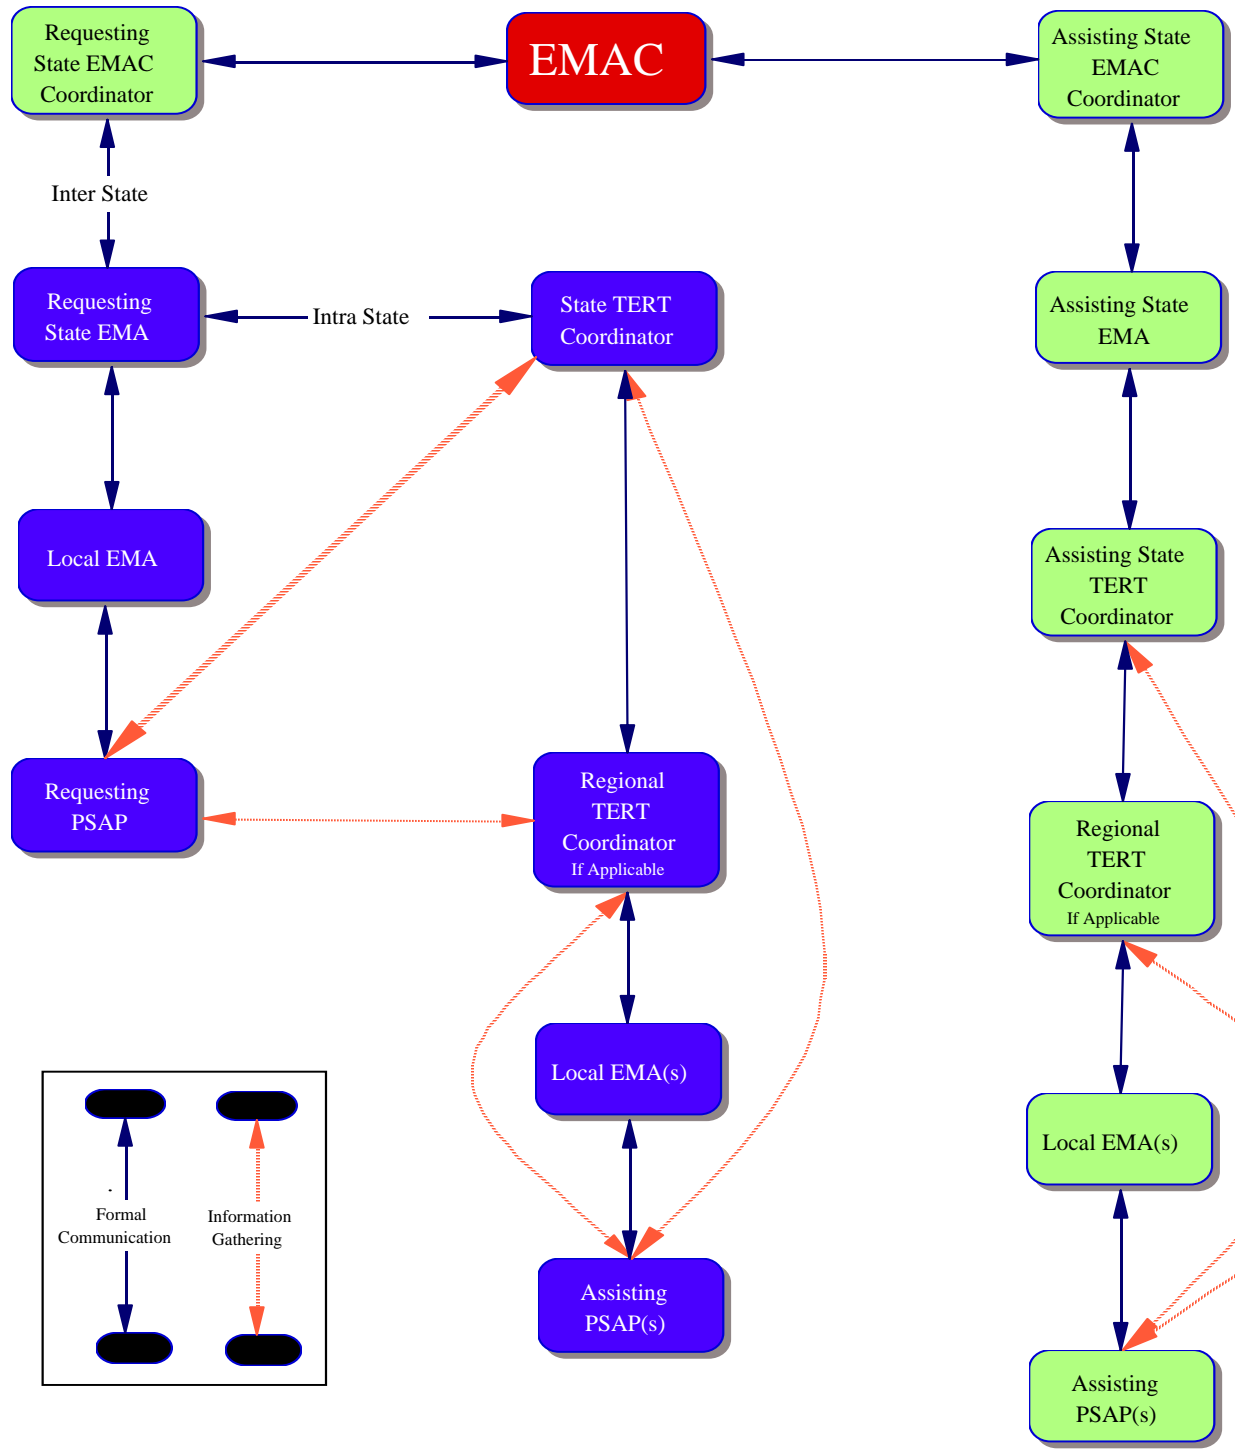 Requesting
State EMAC
Coordinator
EMAC
Assisting State
EMAC
Coordinator
Inter State
Requesting
State EMA
Intra State
State TERT
Coordinator
Assisting State
EMA
Local EMA
Assisting State
TERT
Coordinator
Requesting
PSAP
Regional
TERT
Coordinator
If Applicable
Regional
TERT
Coordinator
If Applicable
Local EMA(s)
Local EMA(s)
Formal
Communication
Information
Gathering
Assisting
PSAP(s)
Assisting
PSAP(s)